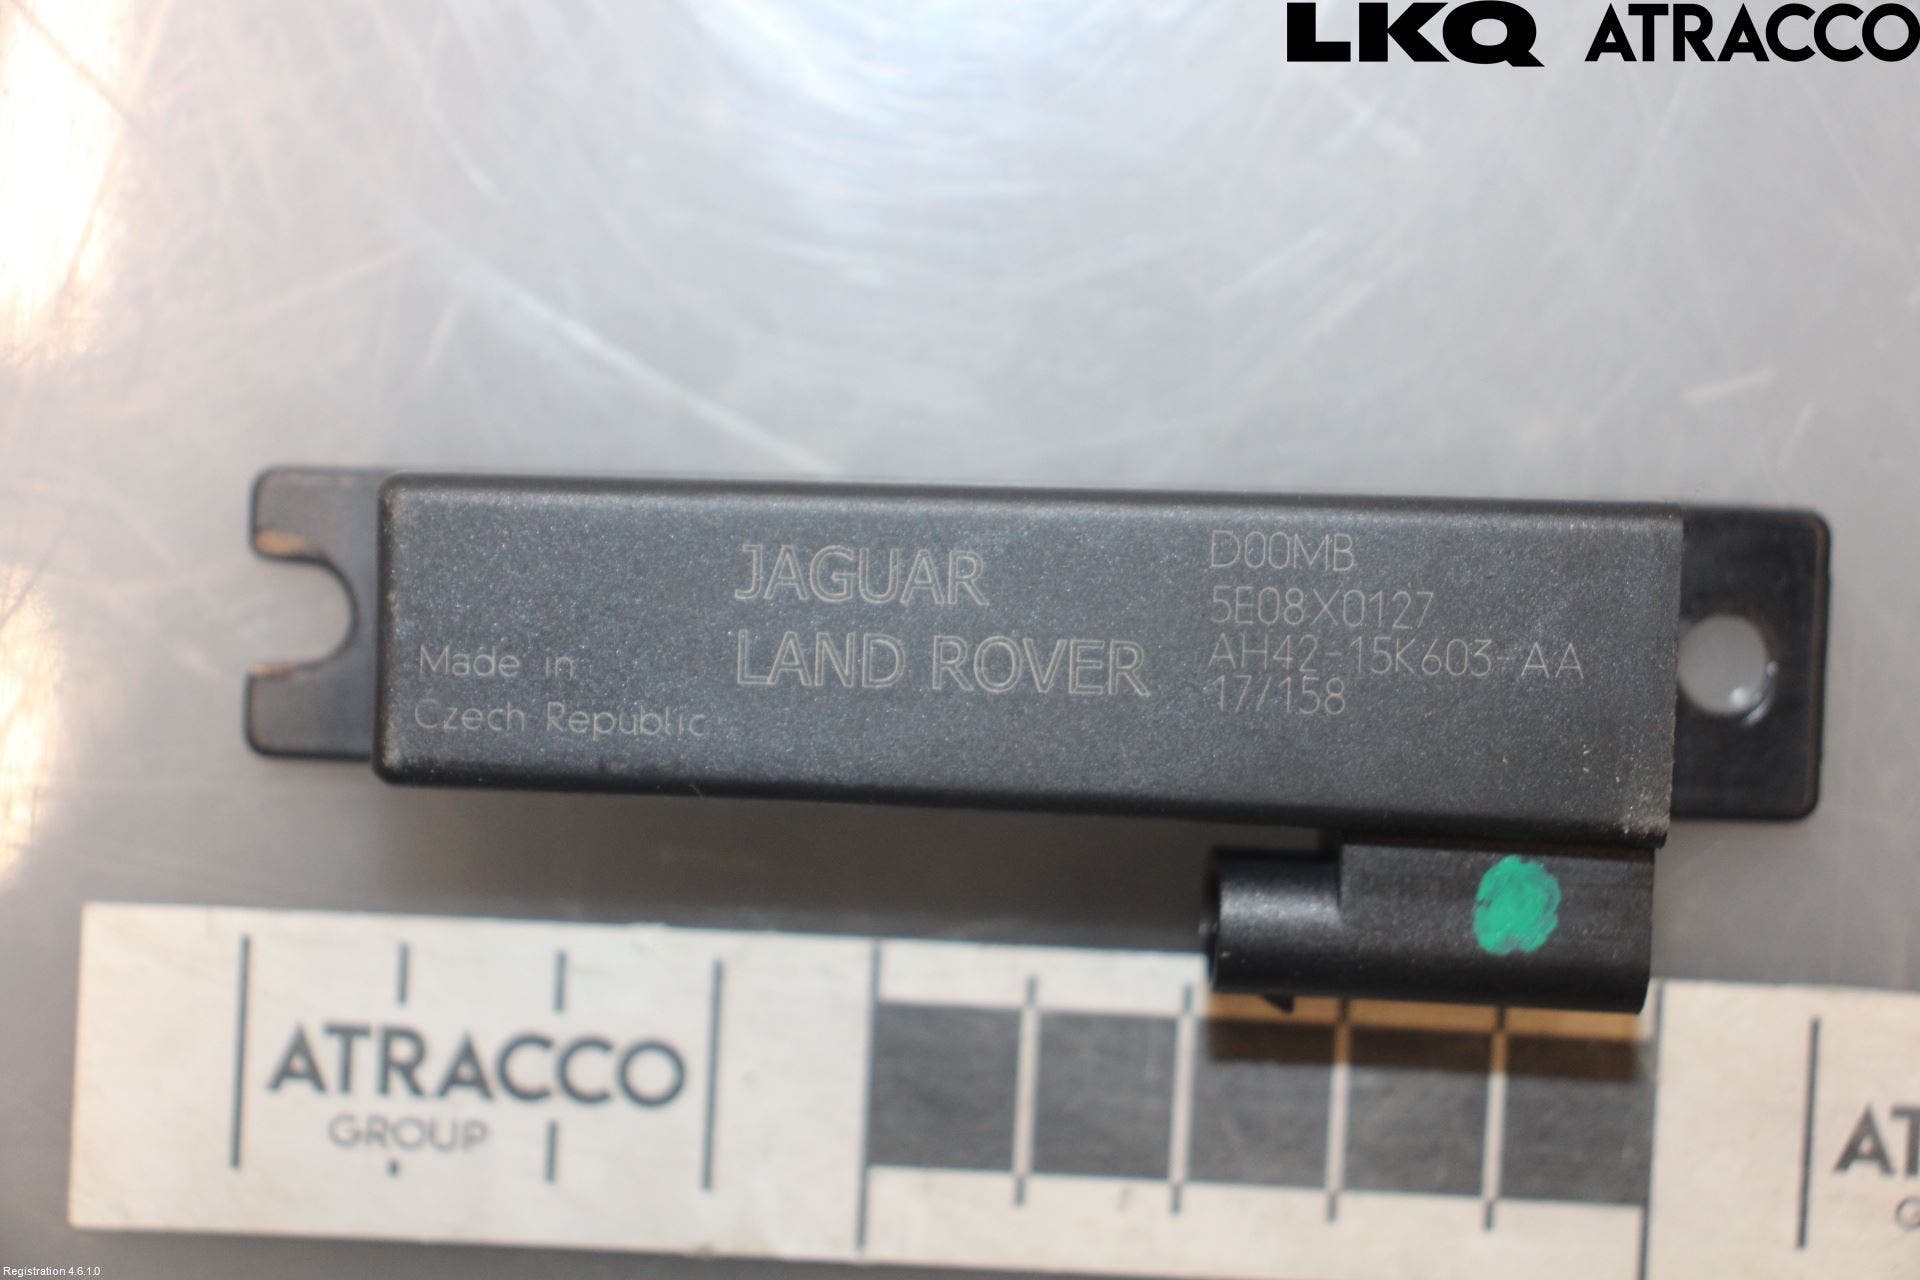 LKQ ATRACCO
JAGUAR
LAND ROVER
Made in
Czech Republic
D00MB
5E08X0127
AH42-15K603-AA
17/158
ATRACCO
GROUP
AT
G
Registration 4.6.1.0